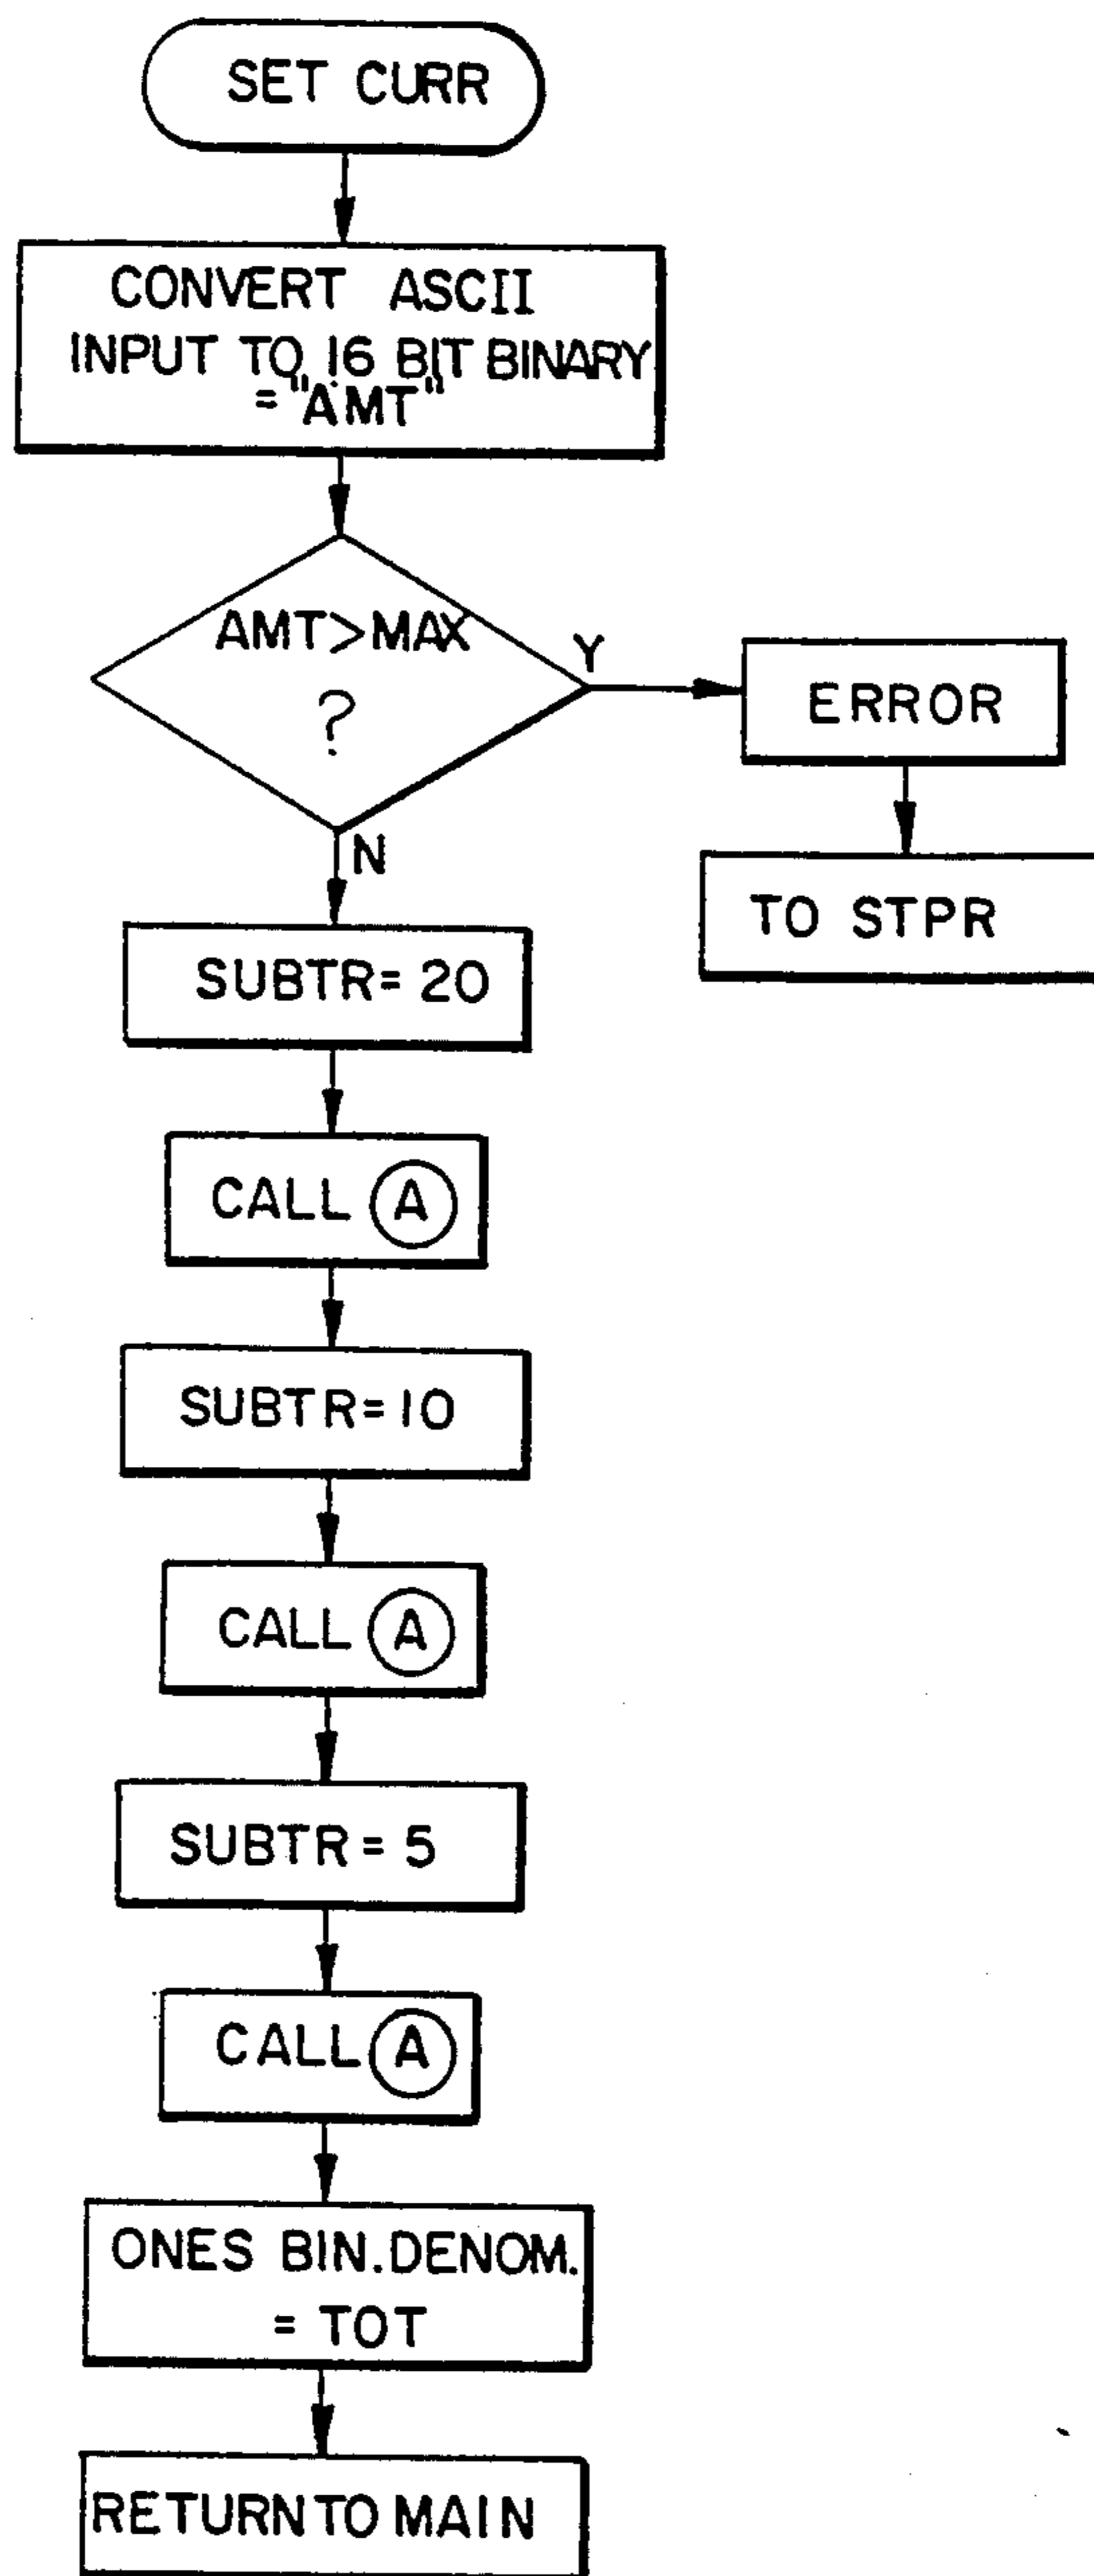 SET CURR
CONVERT ASCII
INPUT TO 16 BIT BINARY
="AMT"
AMT>MAX
?
Y
ERROR
TO STPR
N
SUBTR=20
CALL A
SUBTR=10
CALL A
SUBTR=5
CALL A
ONES BIN.DENOM.
=TOT
RETURN TO MAIN